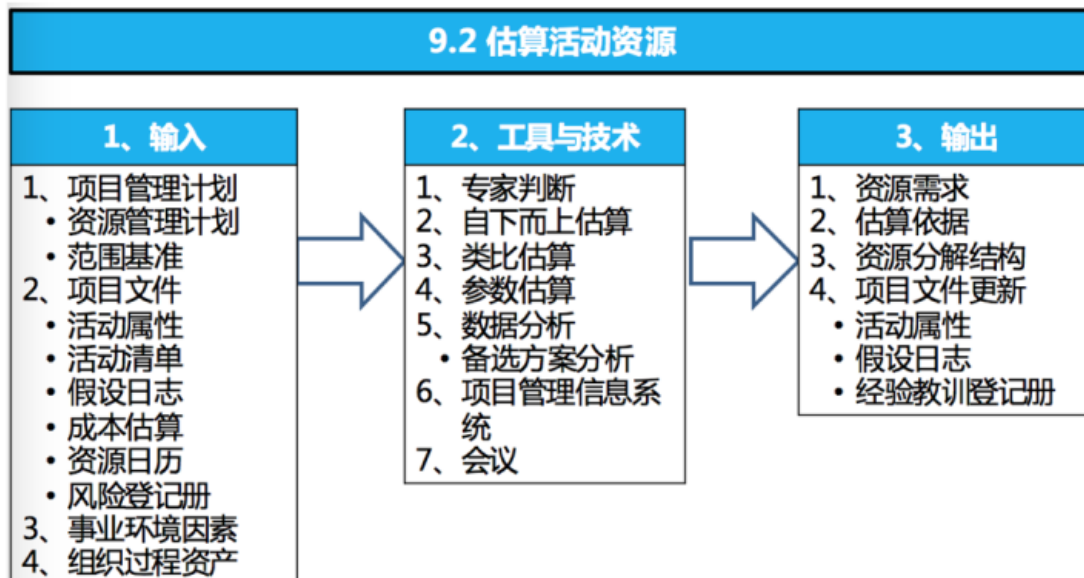 9.2 估算活动资源
1、输入
1、项目管理计划
• 资源管理计划
• 范围基准
2、项目文件
• 活动属性
• 活动清单
• 假设日志
• 成本估算
• 资源日历
• 风险登记册
3、事业环境因素
4、组织过程资产
2、工具与技术
1、专家判断
2、自下而上估算
3、类比估算
4、参数估算
5、数据分析
• 备选方案分析
6、项目管理信息系
统
7、会议
3、输出
1、资源需求
2、估算依据
3、资源分解结构
4、项目文件更新
• 活动属性
• 假设日志
• 经验教训登记册